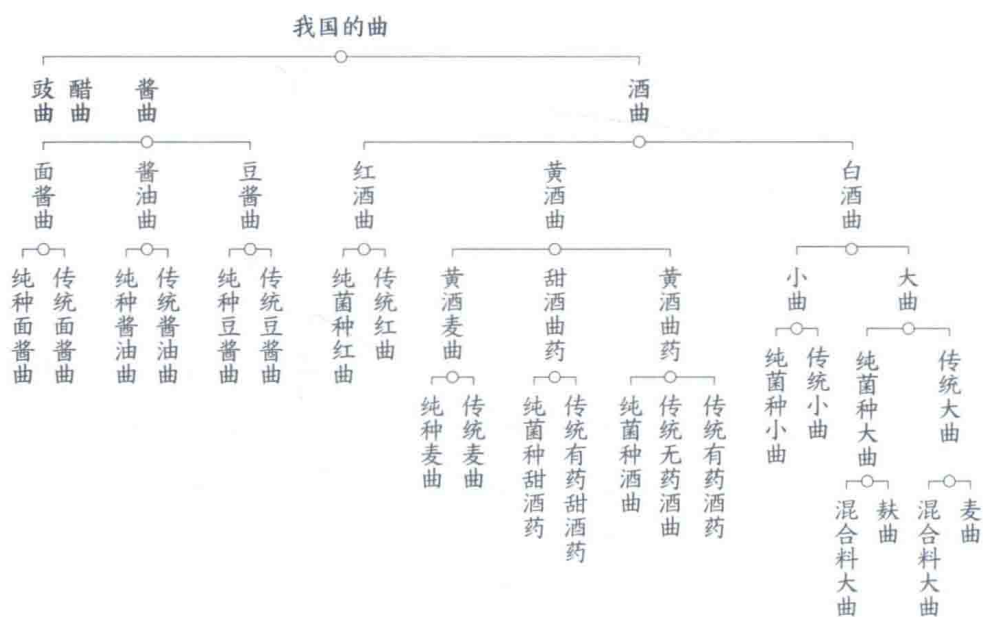 我国的曲
豉曲
醋曲
酱曲
酒曲
面酱曲
酱油曲
豆酱曲
红酒曲
黄酒曲
白酒曲
纯种面酱曲
传统面酱曲
纯种酱油曲
传统酱油曲
纯种豆酱曲
传统豆酱曲
纯菌种红曲
传统红曲
黄酒麦曲
甜酒曲药
黄酒曲药
小曲
大曲
纯种麦曲
传统麦曲
纯菌种甜酒药
传统有药甜酒药
纯菌种酒曲
传统无药酒曲
传统有药酒药
纯菌种小曲
传统小曲
纯菌种大曲
传统大曲
混合料大曲
麸曲
混合料大曲
麦曲